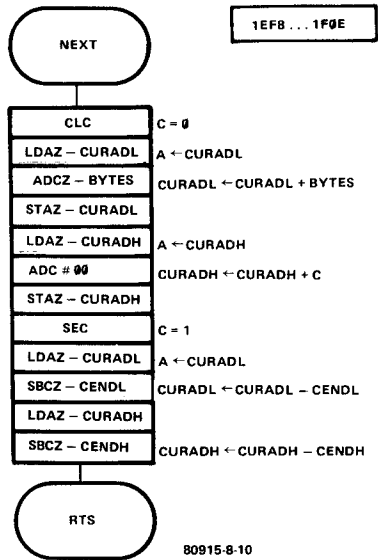 NEXT
1EF8 . . . 1F0E
CLC C = 0
LDAZ – CURADL A ← CURADL
ADCZ – BYTES CURADL ← CURADL + BYTES
STAZ – CURADL
LDAZ – CURADH A ← CURADH
ADC # 00 CURADH ← CURADH + C
STAZ – CURADH
SEC C = 1
LDAZ – CURADL A ← CURADL
SBCZ – CENDL CURADL ← CURADL – CENDL
LDAZ – CURADH
SBCZ – CENDH CURADH ← CURADH – CENDH
RTS
80915-8-10